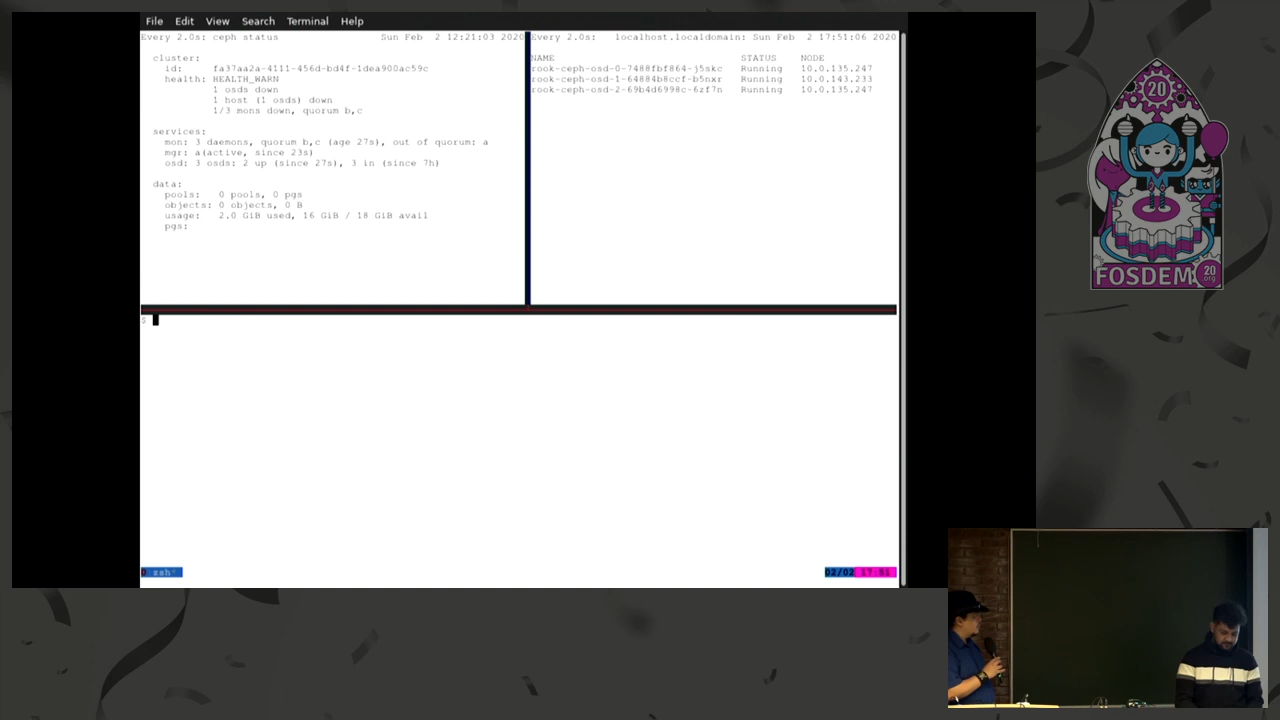 File Edit View Search Terminal Help
Every 2.0s: ceph status Sun Feb 2 12:21:03 2020
cluster:
id: fa37aa2a-4111-456d-bd4f-1dea900ac59c
health: HEALTH_WARN
1 osds down
1 host (1 osds) down
1/3 mons down, quorum b,c
services:
mon: 3 daemons, quorum b,c (age 27s), out of quorum: a
mgr: a(active, since 23s)
osd: 3 osds: 2 up (since 27s), 3 in (since 7h)
data:
pools: 0 pools, 0 pgs
objects: 0 objects, 0 B
usage: 2.0 GiB used, 16 GiB / 18 GiB avail
pgs:
Every 2.0s: localhost.localdomain: Sun Feb 2 17:51:06 2020
NAME STATUS NODE
rook-ceph-osd-0-7488fbf864-j5skc Running 10.0.135.247
rook-ceph-osd-1-64884b8ccf-b5nxr Running 10.0.143.233
rook-ceph-osd-2-69b4d6998c-6zf7n Running 10.0.135.247
$
0 zsh*
02/02 17:51
20
FOSDEM
20
.org